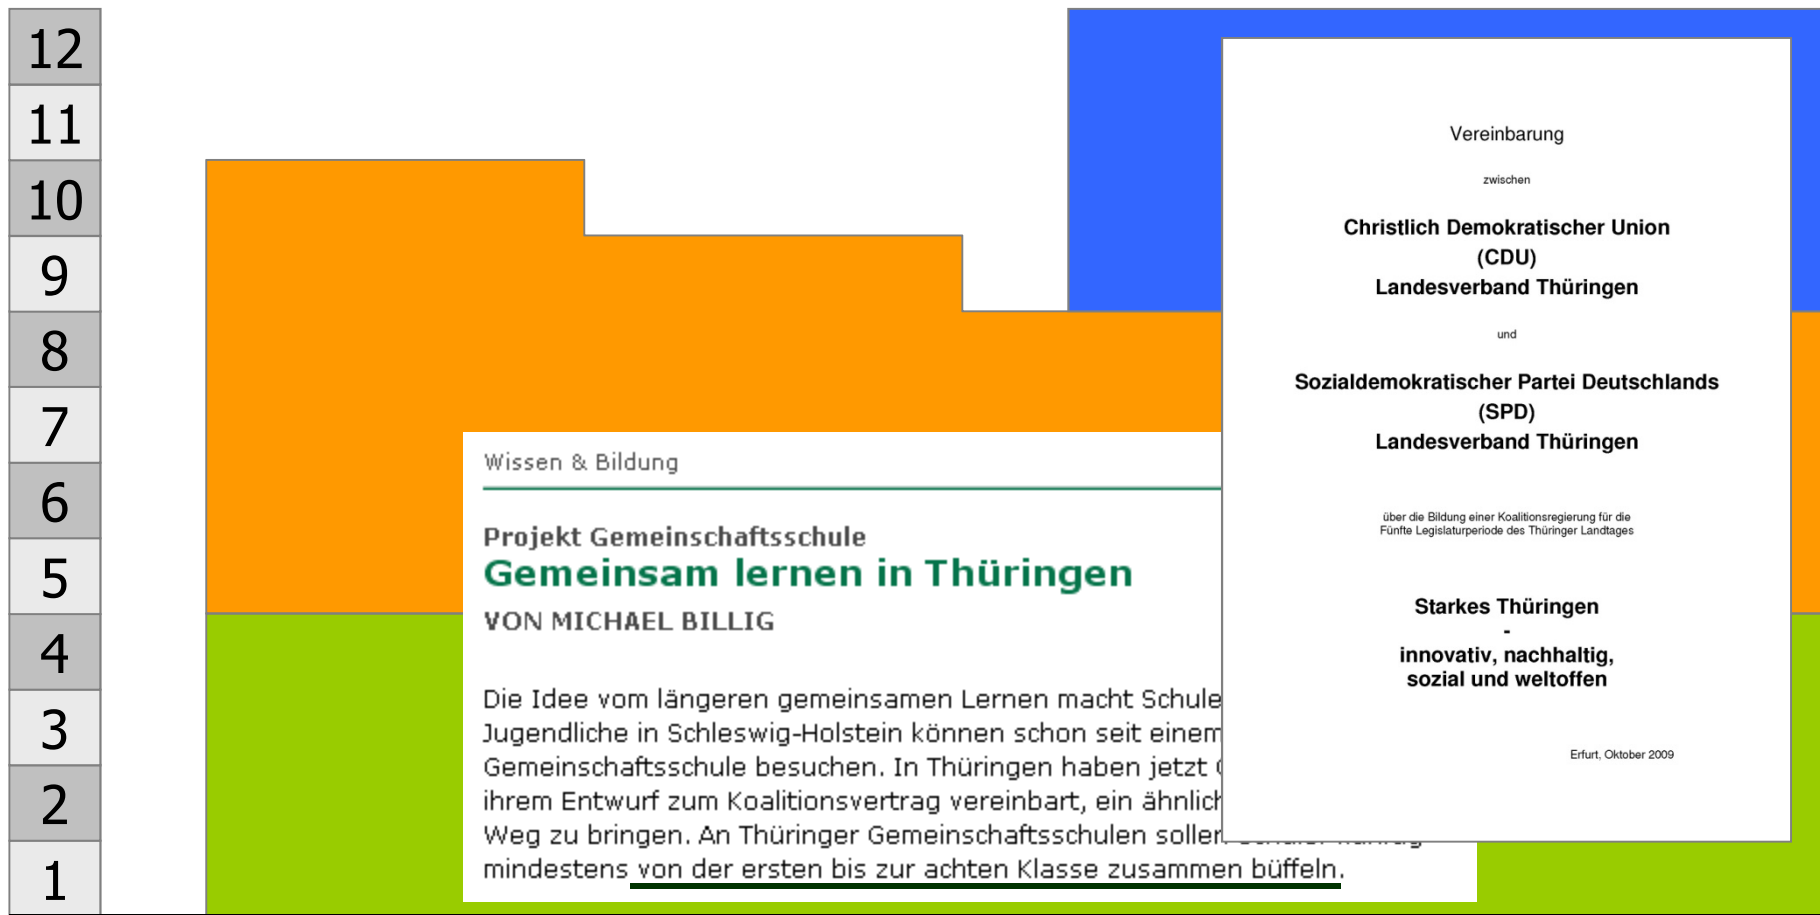 12
11
10
9
8
7
6
5
4
3
2
1
Wissen & Bildung
Projekt Gemeinschaftsschule
Gemeinsam lernen in Thüringen
VON MICHAEL BILLIG
Die Idee vom längeren gemeinsamen Lernen macht Schule
Jugendliche in Schleswig-Holstein können schon seit einem
Gemeinschaftsschule besuchen. In Thüringen haben jetzt
ihrem Entwurf zum Koalitionsvertrag vereinbart, ein
Weg zu bringen. An Thüringer Gemeinschaftsschulen
mindestens von der ersten bis zur achten Klasse zusammen büffeln.
Vereinbarung
zwischen
Christlich Demokratischer Union
(CDU)
Landesverband Thüringen
und
Sozialdemokratischer Partei Deutschlands
(SPD)
Landesverband Thüringen
über die Bildung einer Koalitionsregierung für die
Fünfte Legislaturperiode des Thüringer Landtages
Starkes Thüringen
-
innovativ, nachhaltig,
sozial und weltoffen
Erfurt, Oktober 2009